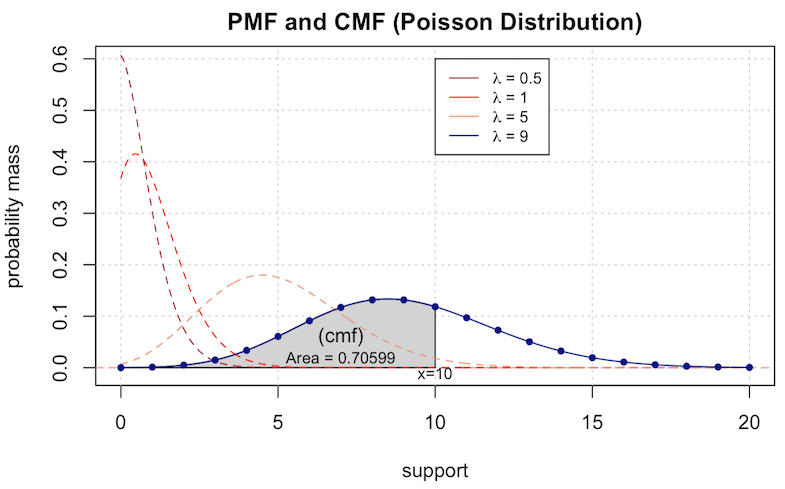 PMF and CMF (Poisson Distribution)
probability mass
0.6
0.5
0.4
0.3
0.2
0.1
0.0
λ = 0.5
λ = 1
λ = 5
λ = 9
(cmf)
Area = 0.70599
x=10
0 5 10 15 20
support